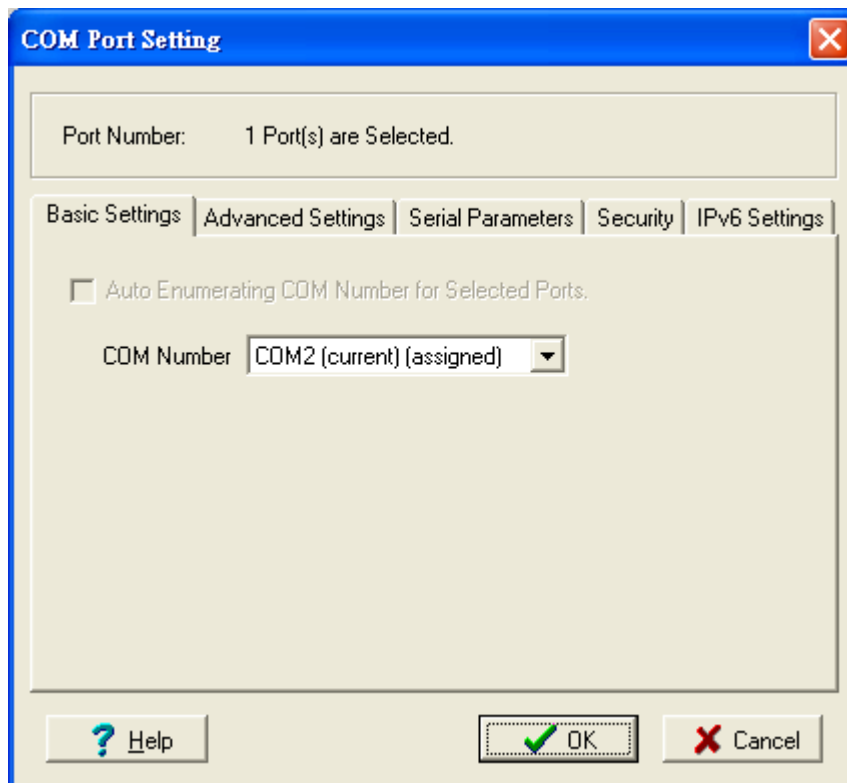 COM Port Setting
Port Number: 1 Port(s) are Selected.
Basic Settings Advanced Settings Serial Parameters Security IPv6 Settings
Auto Enumerating COM Number for Selected Ports.
COM Number COM2 (current) (assigned)
? Help OK Cancel